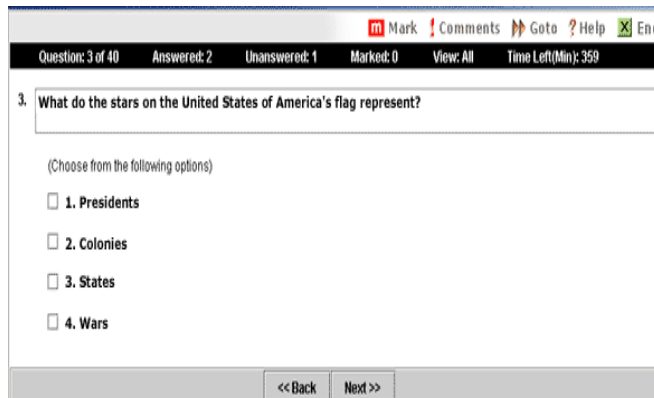 m Mark ! Comments Goto ? Help X En
Question: 3 of 40 Answered: 2 Unanswered: 1 Marked: 0 View: All Time Left(Min): 359
3. What do the stars on the United States of America's flag represent?
(Choose from the following options)
1. Presidents
2. Colonies
3. States
4. Wars
<< Back Next >>